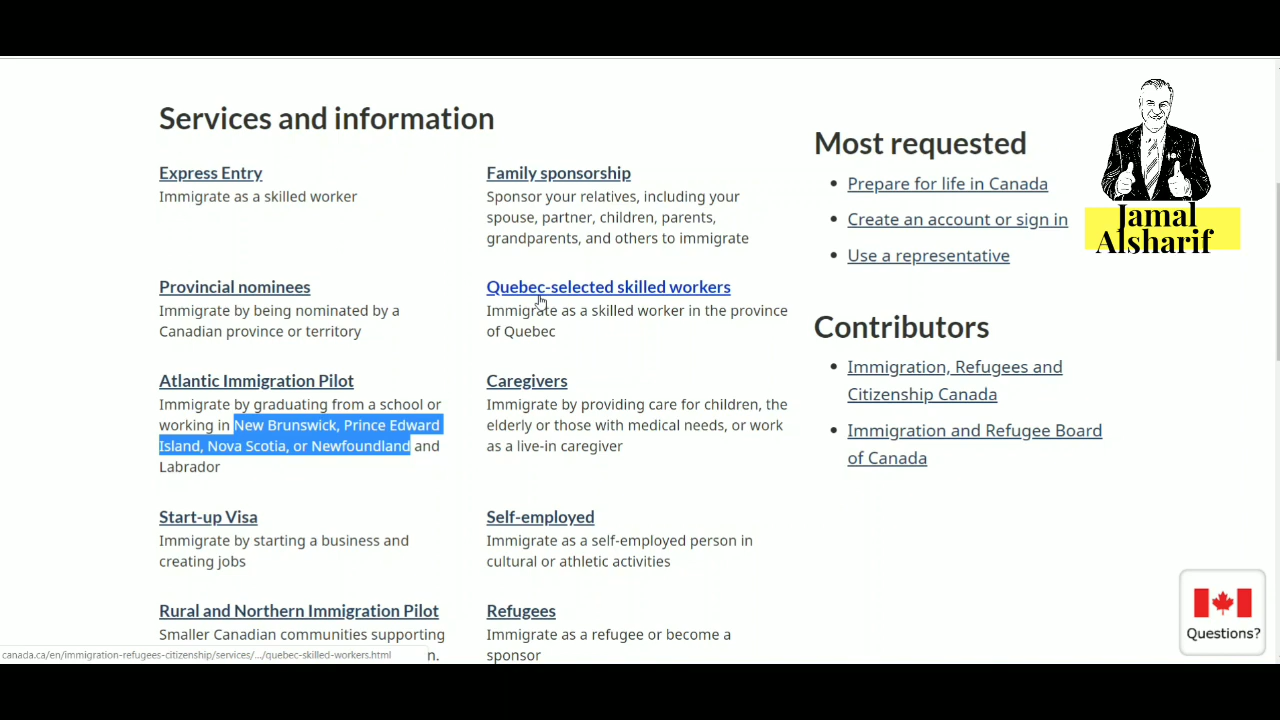 Services and information
Express Entry
Immigrate as a skilled worker
Family sponsorship
Sponsor your relatives, including your
spouse, partner, children, parents,
grandparents, and others to immigrate
Provincial nominees
Immigrate by being nominated by a
Canadian province or territory
Quebec-selected skilled workers
Immigrate as a skilled worker in the province
of Quebec
Atlantic Immigration Pilot
Immigrate by graduating from a school or
working in New Brunswick, Prince Edward
Island, Nova Scotia, or Newfoundland and
Labrador
Caregivers
Immigrate by providing care for children, the
elderly or those with medical needs, or work
as a live-in caregiver
Start-up Visa
Immigrate by starting a business and
creating jobs
Self-employed
Immigrate as a self-employed person in
cultural or athletic activities
Rural and Northern Immigration Pilot
Smaller Canadian communities supporting
n.
Refugees
Immigrate as a refugee or become a
sponsor
Most requested
Prepare for life in Canada
Create an account or sign in
Use a representative
Contributors
Immigration, Refugees and
Citizenship Canada
Immigration and Refugee Board
of Canada
Jamal
Alsharif
Questions?
canada.ca/en/immigration-refugees-citizenship/services/.../quebec-skilled-workers.html